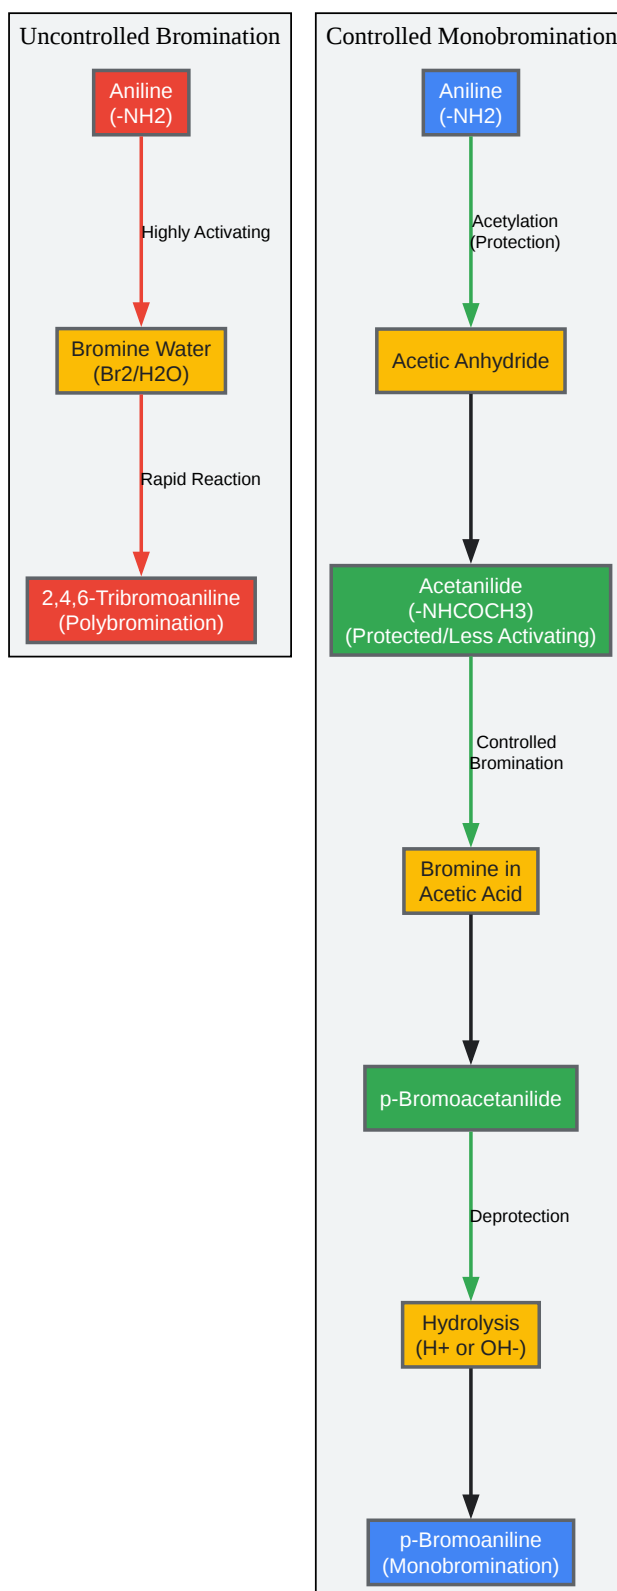 Uncontrolled Bromination
Aniline
(-NH2)
Highly Activating
Bromine Water
(Br2/H2O)
Rapid Reaction
2,4,6-Tribromoaniline
(Polybromination)
Controlled Monobromination
Aniline
(-NH2)
Acetylation
(Protection)
Acetic Anhydride
Acetanilide
(-NHCOCH3)
(Protected/Less Activating)
Controlled
Bromination
Bromine in
Acetic Acid
p-Bromoacetanilide
Deprotection
Hydrolysis
(H+ or OH-)
p-Bromoaniline
(Monobromination)